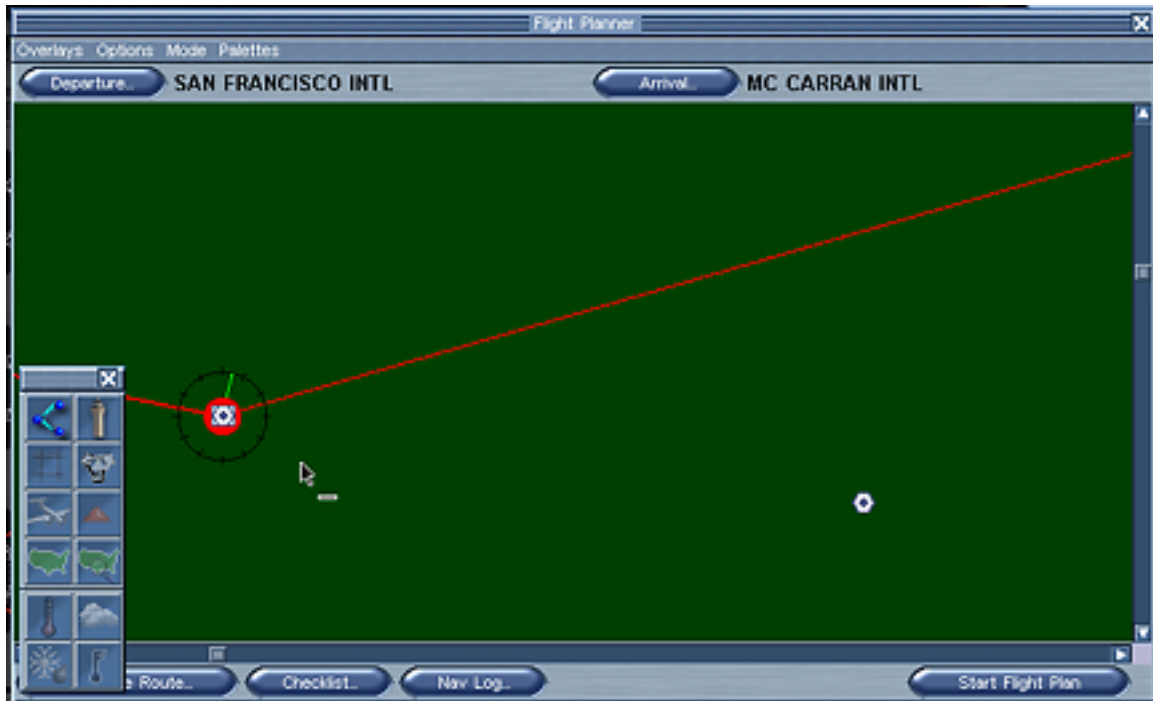 Flight Planner
Overlays Options Mode Palettes
Departure... SAN FRANCISCO INTL Arrival... MC CARRAN INTL
e Route... Checklist... Nav Log... Start Flight Plan